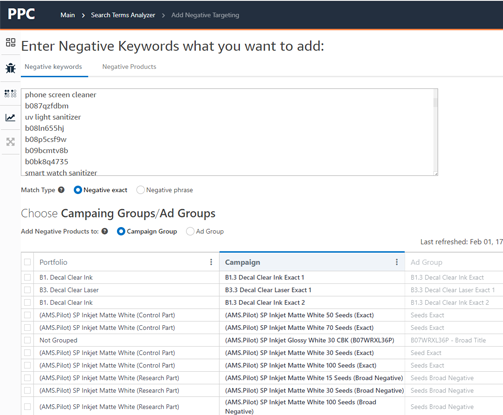 PPC
Main > Search Terms Analyzer > Add Negative Targeting
Enter Negative Keywords what you want to add:
Negative keywords Negative Products
phone screen cleaner
b087qzfdbm
uv light sanitizer
b08ln655hj
b08p5csf9w
b09bcmtv8b
b0bk8q4735
smart watch sanitizer
Match Type Negative exact Negative phrase
Choose Campaing Groups/Ad Groups
Add Negative Products to: Campaign Group Ad Group
Last refreshed: Feb 01, 17
Portfolio Campaign Ad Group
B1. Decal Clear Ink B1.3 Decal Clear Ink Exact 1 B1.3 Decal Clear Ink Exact
B3. Decal Clear Laser B3.3 Decal Clear Laser Exact 1 B3.3 Decal Clear Laser Exact 1
B1. Decal Clear Ink B1.3 Decal Clear Ink Exact 2 B1.3 Decal Clear Ink Exact 2
(AMS.Pilot) SP Inkjet Matte White (Control Part) (AMS.Pilot) SP Inkjet Matte White 50 Seeds (Exact) Seeds Exact
(AMS.Pilot) SP Inkjet Matte White (Control Part) (AMS.Pilot) SP Inkjet Matte White 70 Seeds (Exact) Seeds Exact
Not Grouped (AMS.Pilot) SP Inkjet Glossy White 30 CBK (B07WRXL36P) B07WRXL36P - Broad Title
(AMS.Pilot) SP Inkjet Matte White (Control Part) (AMS.Pilot) SP Inkjet Matte White 30 Seeds (Exact) Seed Exact
(AMS.Pilot) SP Inkjet Matte White (Control Part) (AMS.Pilot) SP Inkjet Matte White 100 Seeds (Exact) Seeds Exact
(AMS.Pilot) SP Inkjet Matte White (Research Part) (AMS.Pilot) SP Inkjet Matte White 15 Seeds (Broad Negative) Seeds Broad Negative
(AMS.Pilot) SP Inkjet Matte White (Research Part) (AMS.Pilot) SP Inkjet Matte White 30 Seeds (Broad Negative) Seeds Broad Negative
(AMS.Pilot) SP Inkjet Matte White (Research Part) (AMS.Pilot) SP Inkjet Matte White 100 Seeds (Broad Seeds Broad Negative
Negative)